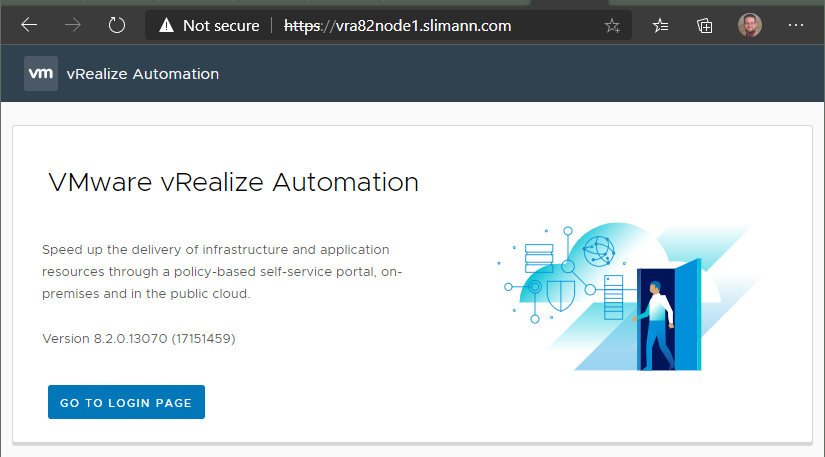 Not secure | https://vra82node1.slimann.com
vm vRealize Automation
VMware vRealize Automation
Speed up the delivery of infrastructure and application
resources through a policy-based self-service portal, on-
premises and in the public cloud.
Version 8.2.0.13070 (17151459)
GO TO LOGIN PAGE